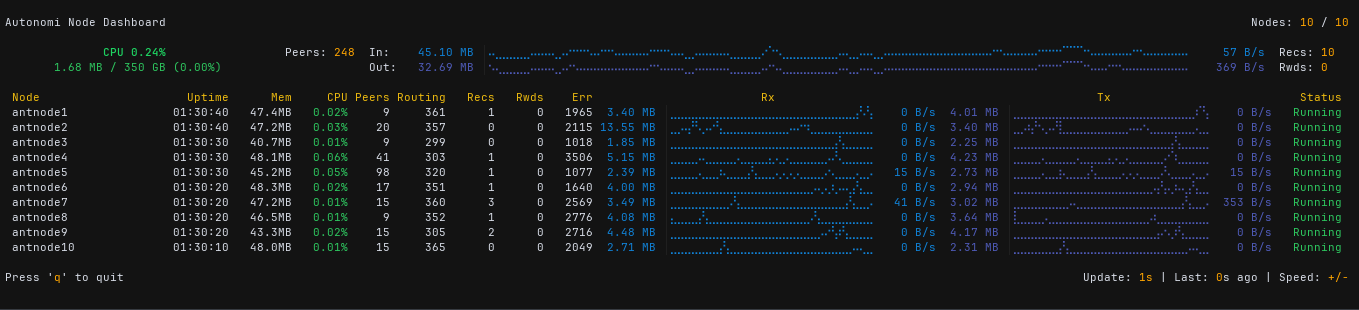 Autonomi Node Dashboard Nodes: 10 / 10
CPU 0.24% Peers: 248 In: 45.10 MB 57 B/s Recs: 10
1.68 MB / 350 GB (0.00%) Out: 32.69 MB 369 B/s Rwds: 0
Node Uptime Mem CPU Peers Routing Recs Rwds Err Rx Tx Status
antnode1 01:30:40 47.4MB 0.02% 9 361 1 0 1965 3.40 MB 0 B/s 4.01 MB 0 B/s Running
antnode2 01:30:40 47.2MB 0.03% 20 357 0 0 2115 13.55 MB 0 B/s 3.40 MB 0 B/s Running
antnode3 01:30:30 40.7MB 0.01% 9 299 0 0 1018 1.85 MB 0 B/s 2.25 MB 0 B/s Running
antnode4 01:30:30 48.1MB 0.06% 41 303 1 0 3506 5.15 MB 0 B/s 4.23 MB 0 B/s Running
antnode5 01:30:30 45.2MB 0.05% 98 320 1 0 1077 2.39 MB 15 B/s 2.73 MB 15 B/s Running
antnode6 01:30:20 48.3MB 0.02% 17 351 1 0 1640 4.00 MB 0 B/s 2.94 MB 0 B/s Running
antnode7 01:30:20 47.2MB 0.01% 15 360 3 0 2569 3.49 MB 41 B/s 3.02 MB 353 B/s Running
antnode8 01:30:20 46.5MB 0.01% 9 352 1 0 2776 4.08 MB 0 B/s 3.64 MB 0 B/s Running
antnode9 01:30:20 43.3MB 0.02% 15 305 2 0 2716 4.48 MB 0 B/s 4.17 MB 0 B/s Running
antnode10 01:30:10 48.0MB 0.01% 15 365 0 0 2049 2.71 MB 0 B/s 2.31 MB 0 B/s Running
Press 'q' to quit Update: 1s | Last: 0s ago | Speed: +/-